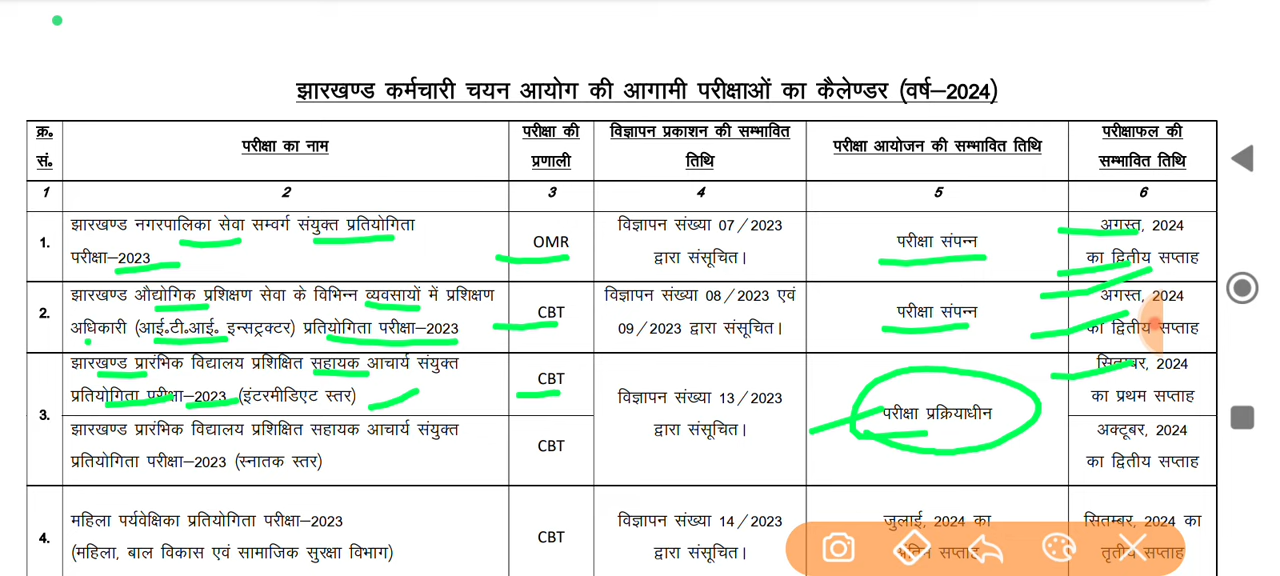 झारखण्ड कर्मचारी चयन आयोग की आगामी परीक्षाओं का कैलेण्डर (वर्ष–2024)
क्र० सं०
परीक्षा का नाम
परीक्षा की प्रणाली
विज्ञापन प्रकाशन की सम्भावित तिथि
परीक्षा आयोजन की सम्भावित तिथि
परीक्षाफल की सम्भावित तिथि
1 2 3 4 5 6
1.
झारखण्ड नगरपालिका सेवा सम्वर्ग संयुक्त प्रतियोगिता
परीक्षा–2023
OMR
विज्ञापन संख्या 07/2023
द्वारा संसूचित।
परीक्षा संपन्न
अगस्त, 2024
का द्वितीय सप्ताह
2.
झारखण्ड औद्योगिक प्रशिक्षण सेवा के विभिन्न व्यवसायों में प्रशिक्षण
अधिकारी (आई०टी०आई० इन्सट्रक्टर) प्रतियोगिता परीक्षा–2023
CBT
विज्ञापन संख्या 08/2023 एवं
09/2023 द्वारा संसूचित।
परीक्षा संपन्न
अगस्त, 2024
का द्वितीय सप्ताह
3.
झारखण्ड प्रारंभिक विद्यालय प्रशिक्षित सहायक आचार्य संयुक्त
प्रतियोगिता परीक्षा–2023 (इंटरमीडिएट स्तर)
CBT
विज्ञापन संख्या 13/2023
द्वारा संसूचित।
परीक्षा प्रक्रियाधीन
सितम्बर, 2024
का प्रथम सप्ताह
झारखण्ड प्रारंभिक विद्यालय प्रशिक्षित सहायक आचार्य संयुक्त
प्रतियोगिता परीक्षा–2023 (स्नातक स्तर)
CBT
अक्टूबर, 2024
का द्वितीय सप्ताह
4.
महिला पर्यवेक्षिका प्रतियोगिता परीक्षा–2023
(महिला, बाल विकास एवं सामाजिक सुरक्षा विभाग)
CBT
विज्ञापन संख्या 14/2023
द्वारा संसूचित।
जुलाई, 2024 का
अंतिम सप्ताह
सितम्बर, 2024 का
तृतीय सप्ताह